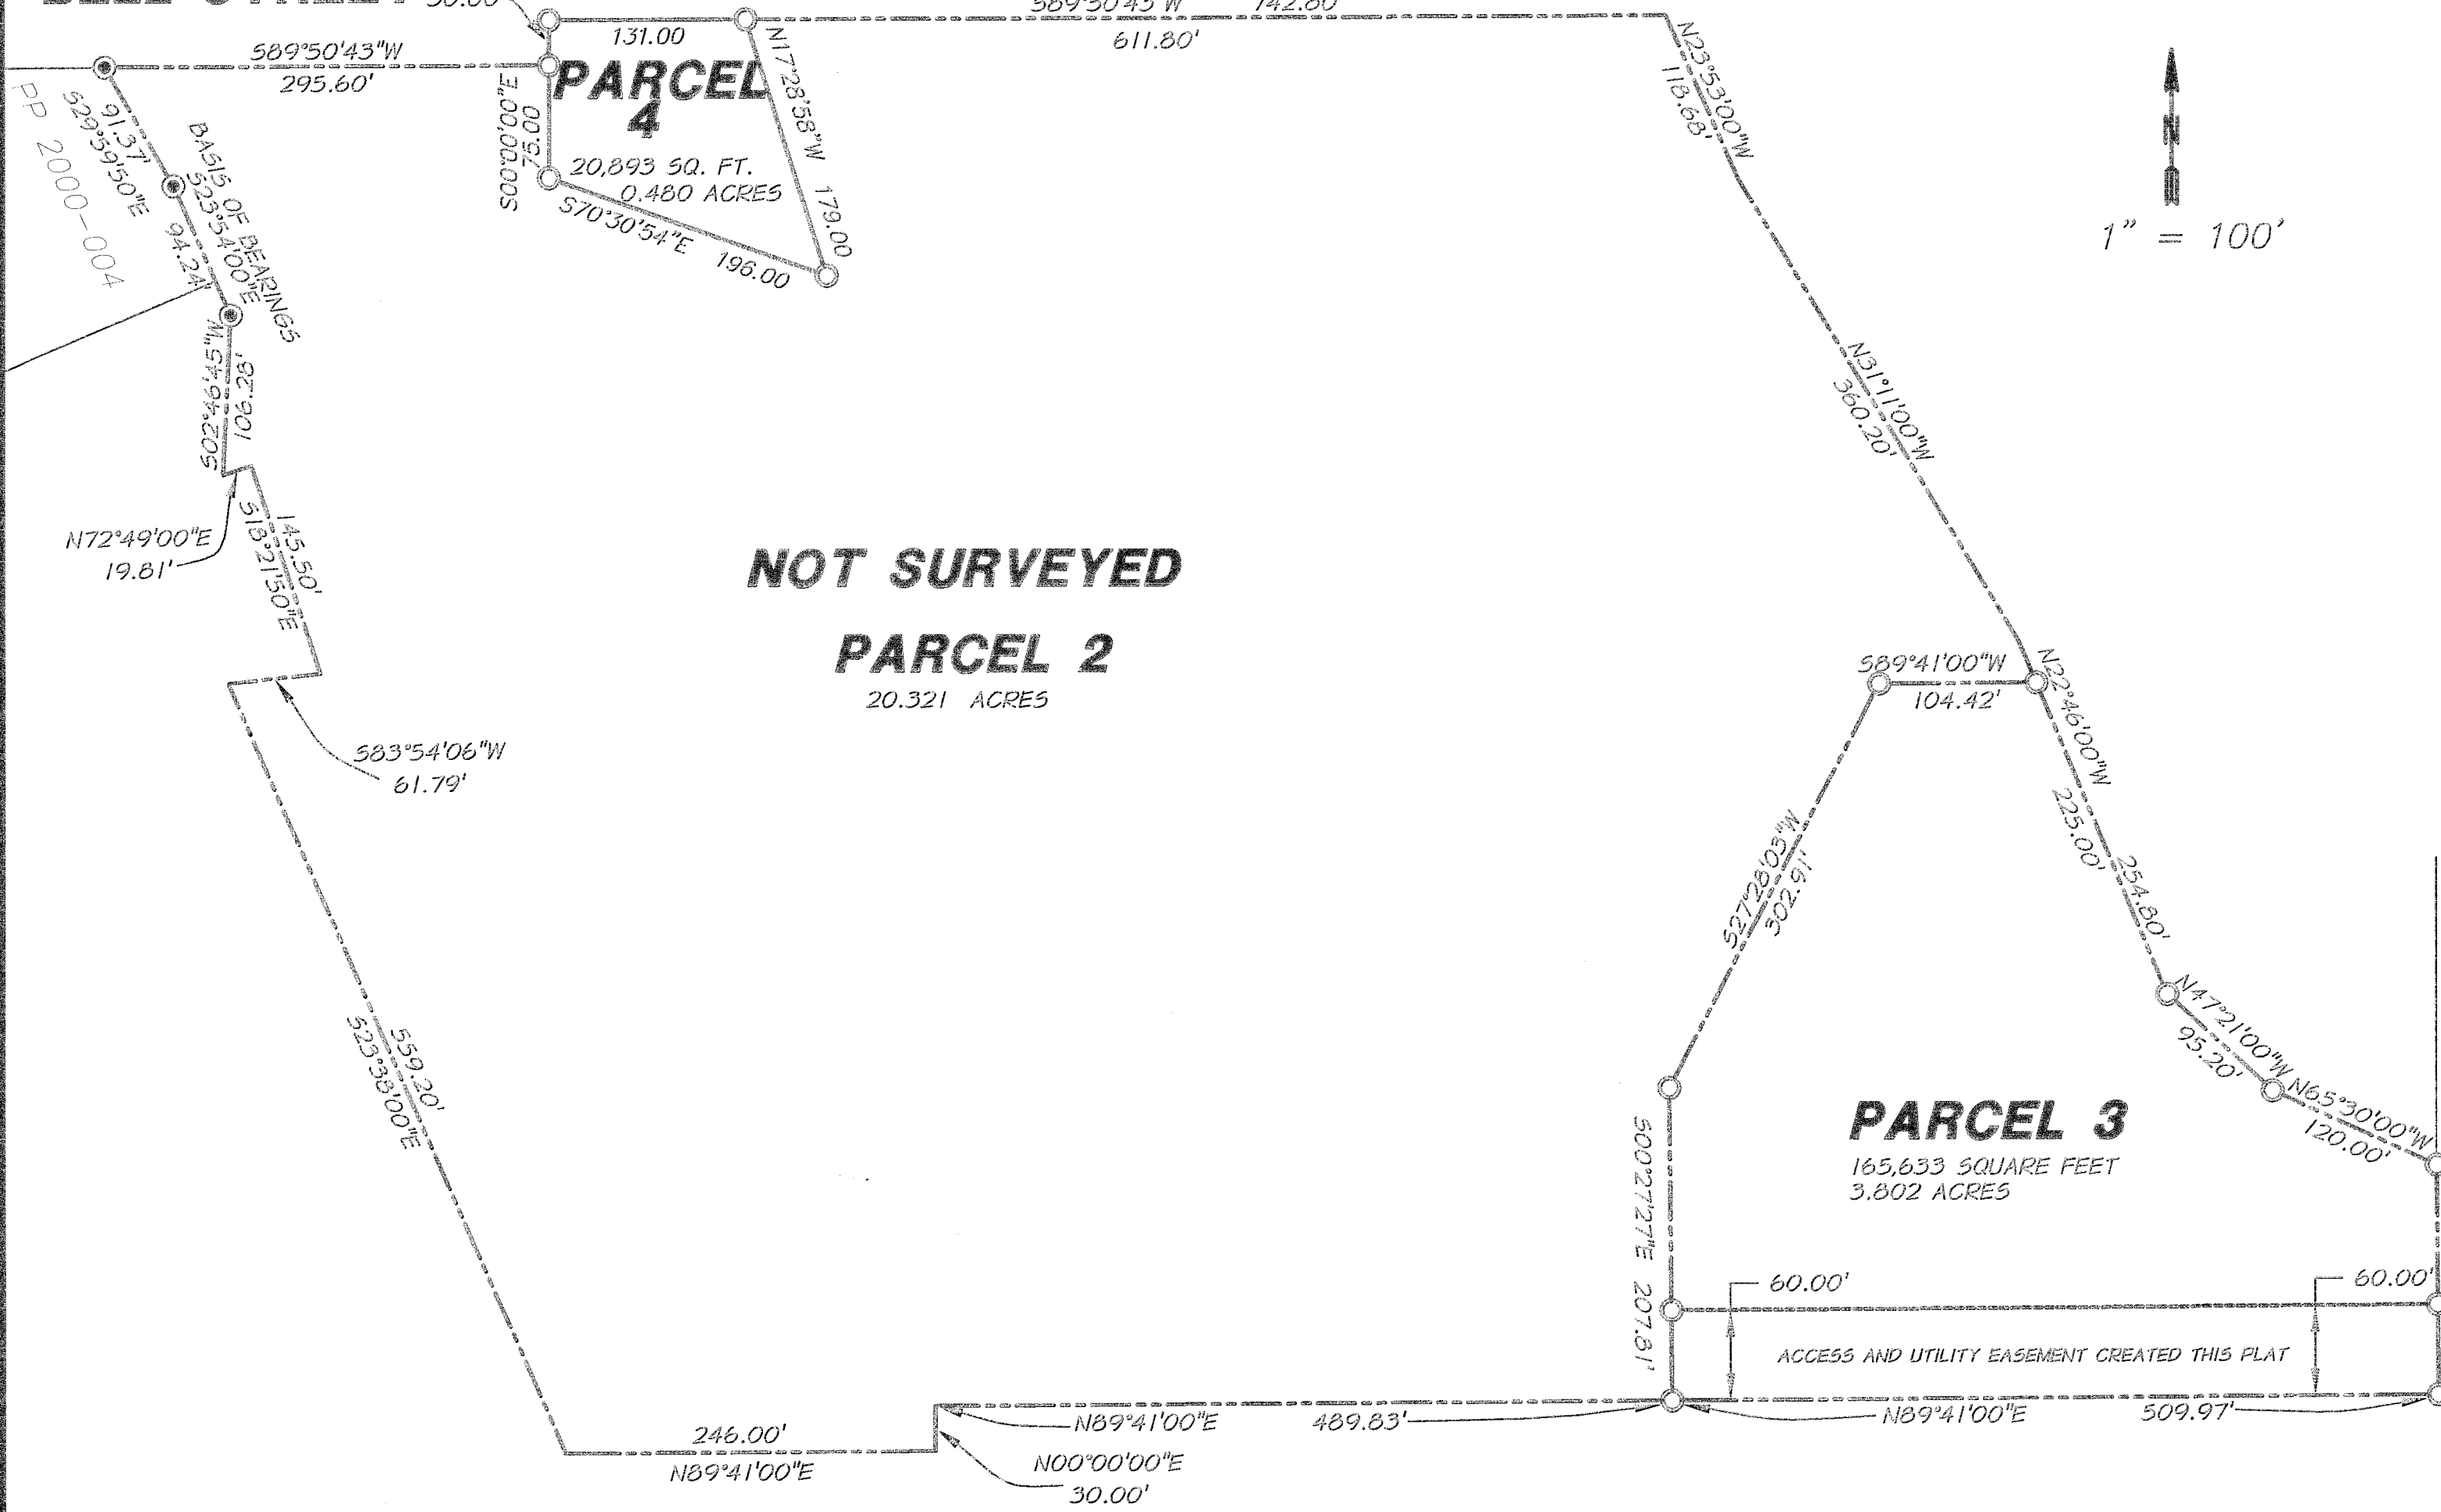 S89°50'43"W 742.80'
131.00
611.80'
S89°50'43"W
295.60'
PARCEL
4
20,893 SQ. FT.
0.480 ACRES
S00°00'00"E
75.00
N17°28'58"W 179.00
S70°30'54"E 196.00
N23°53'00"W
118.68'
N
1" = 100'
91.37'
S29°59'50"E
PP 2000-004
BASIS OF BEARINGS
S23°54'00"E
94.24'
S02°46'45"W
106.28'
N72°49'00"E
19.81'
145.50'
S18°21'50"E
N31°11'00"W
360.20'
NOT SURVEYED
PARCEL 2
20.321 ACRES
S83°54'06"W
61.79'
S89°41'00"W
104.42'
N22°46'00"W
225.00'
254.80'
S27°28'03"W
302.91'
N47°21'00"W
95.20'
N65°30'00"W
120.00'
559.20'
S23°38'00"E
PARCEL 3
165,633 SQUARE FEET
3.802 ACRES
S00°27'27"E 207.81'
60.00'
60.00'
ACCESS AND UTILITY EASEMENT CREATED THIS PLAT
N89°41'00"E 489.83'
N89°41'00"E 509.97'
246.00'
N89°41'00"E
N00°00'00"E
30.00'